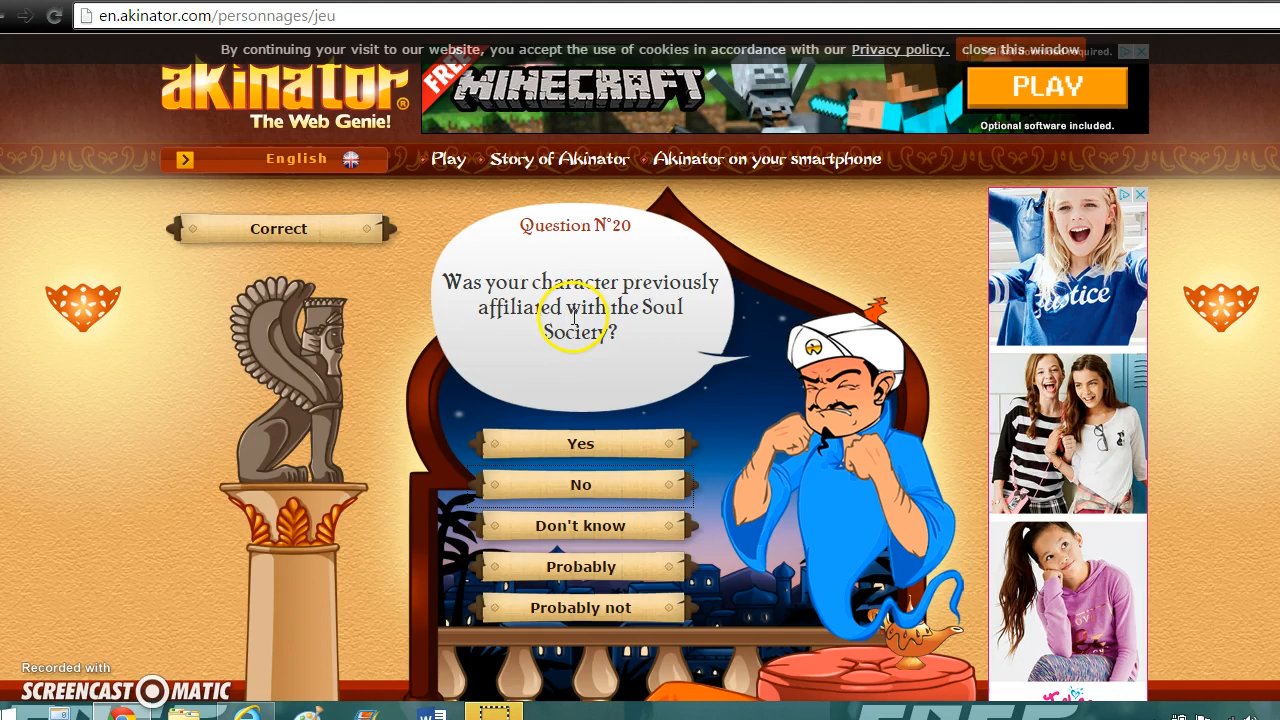 en.akinator.com/personnages/jeu
By continuing your visit to our website, you accept the use of cookies in accordance with our Privacy policy. close this window
akinator®
The Web Genie!
FREE
MINECRAFT
PLAY
Optional software included.
English
Play
Story of Akinator
Akinator on your smartphone
Correct
Question N°20
Was your character previously
affiliated with the Soul
Society?
Yes
No
Don't know
Probably
Probably not
Justice
Recorded with
SCREENCAST-O-MATIC